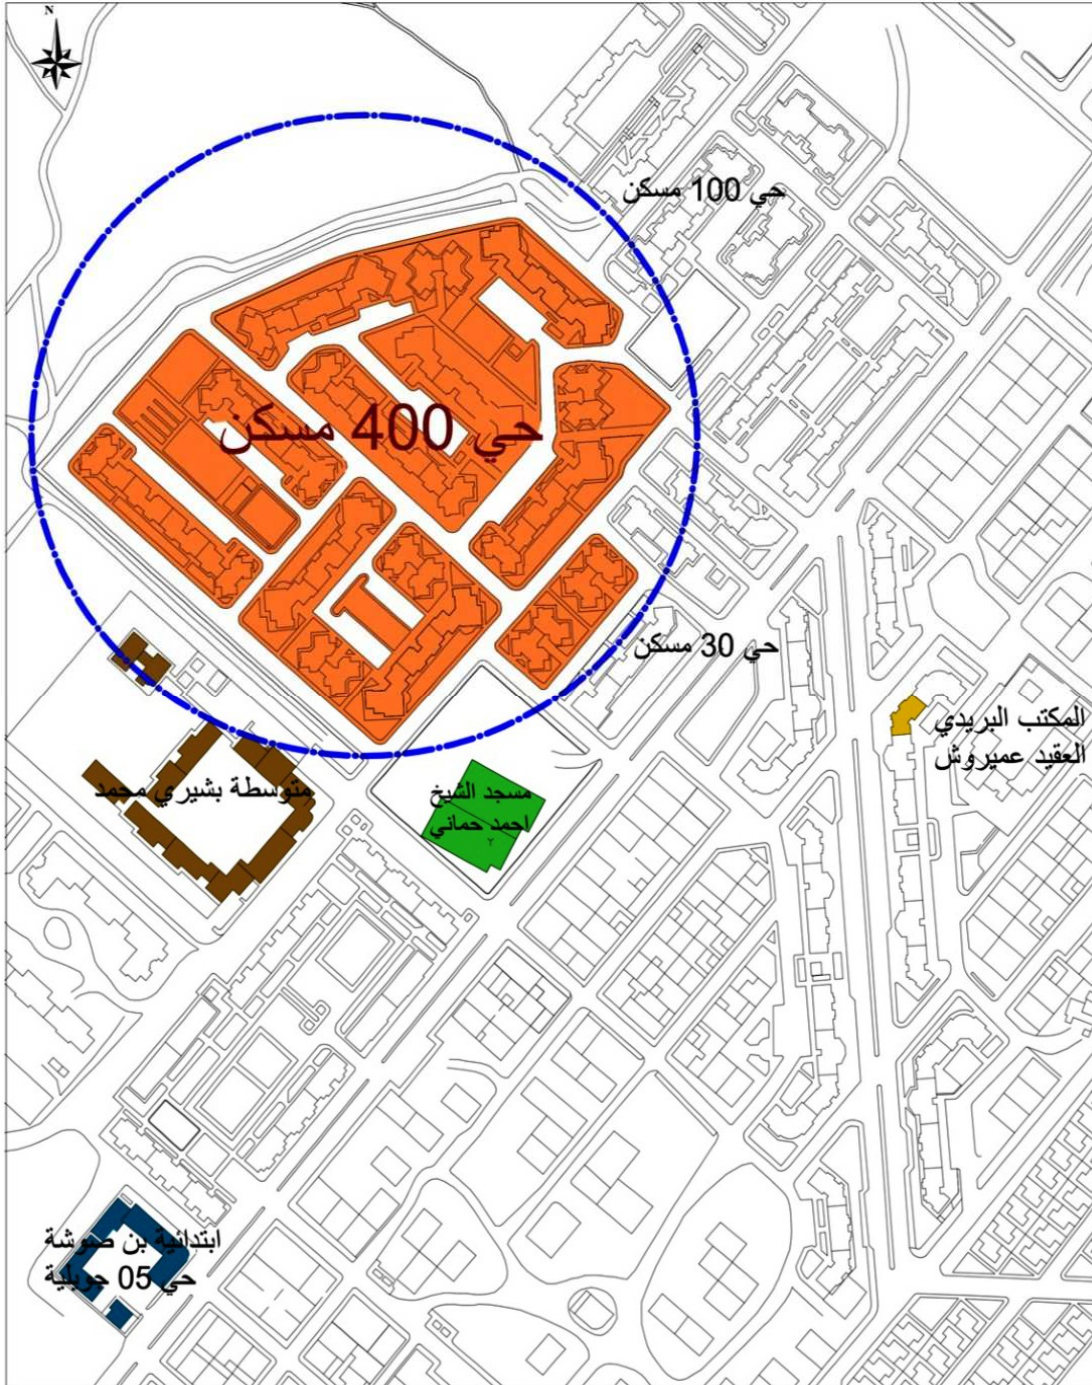 N
حي 100 مسكن
حي 400 مسكن
حي 30 مسكن
المكتب البريدي
العقيد عميروش
متوسطة بشيري محمد
مسجد الشيخ
احمد حماني
ابتدائية بن صوشة
حي 05 جويلية